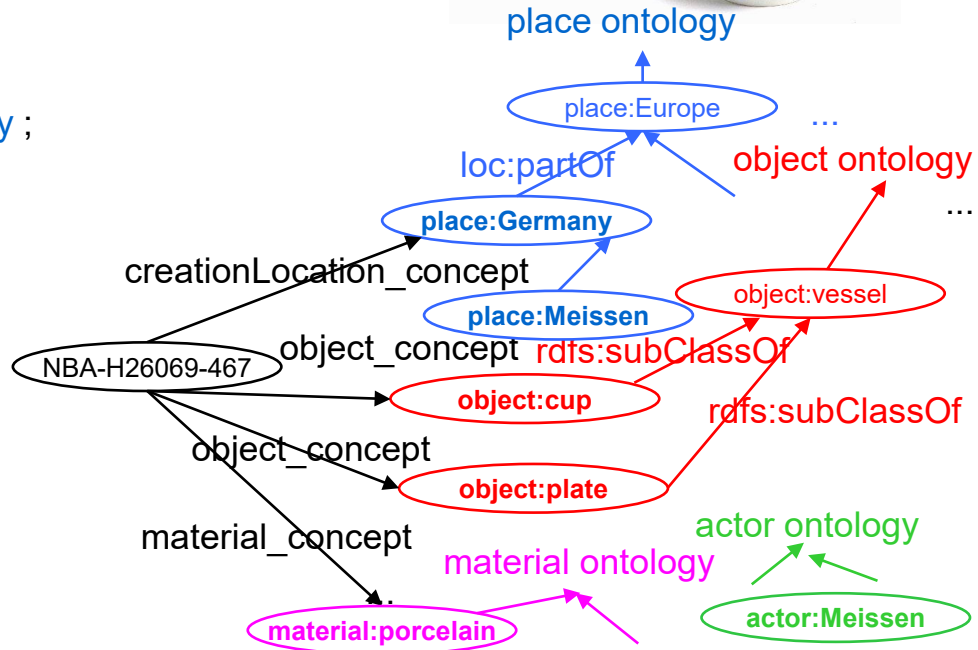 place ontology
place:Europe
y ;
...
loc:partOf
object ontology
...
place:Germany
creationLocation_concept
object:vessel
place:Meissen
object_concept
rdfs:subClassOf
NBA-H26069-467
object:cup
rdfs:subClassOf
object_concept
object:plate
actor ontology
material_concept
material ontology
...
material:porcelain
actor:Meissen